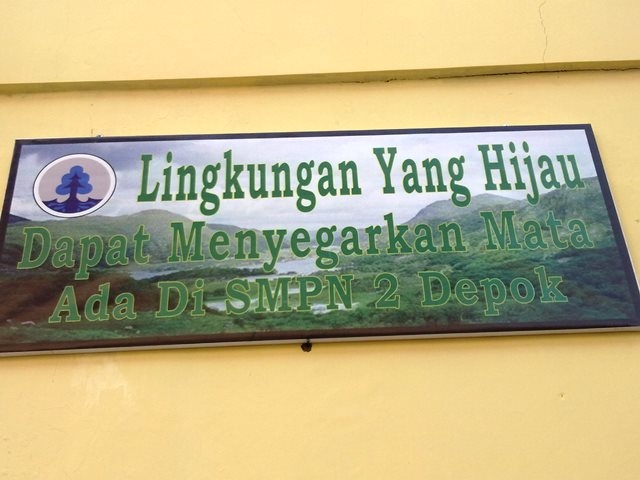 Lingkungan Yang Hijau
Dapat Menyegarkan Mata
Ada Di SMPN 2 Depok